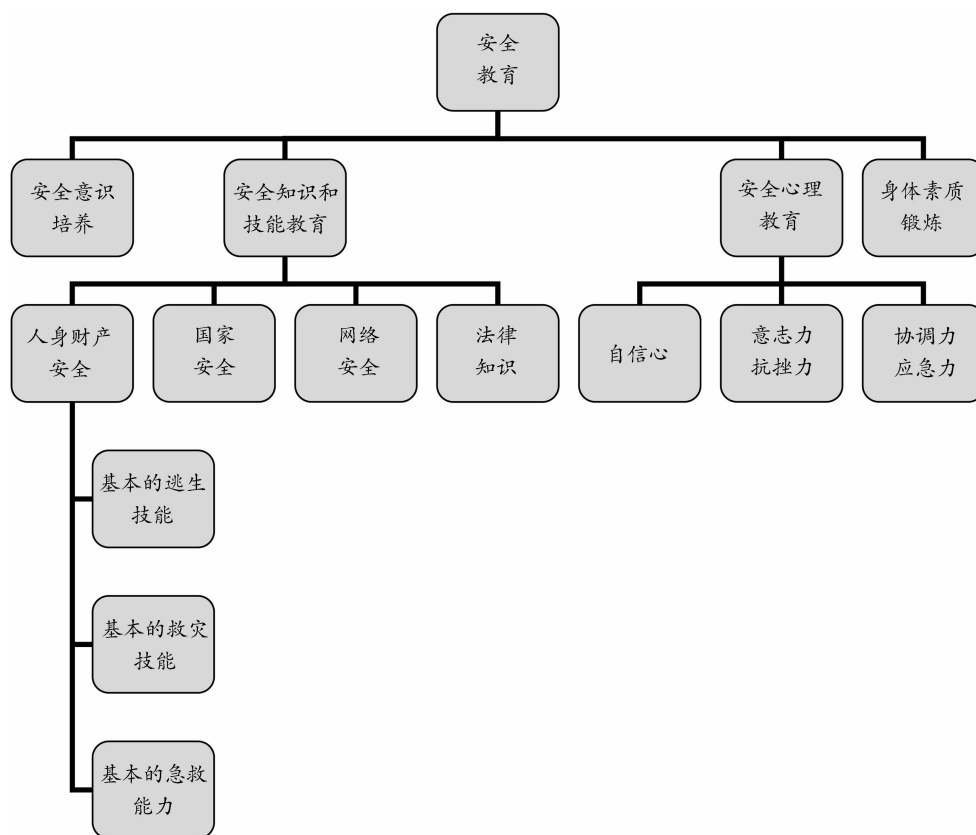 安全
教育
安全意识
培养
安全知识和
技能教育
安全心理
教育
身体素质
锻炼
人身财产
安全
国家
安全
网络
安全
法律
知识
自信心
意志力
抗挫力
协调力
应急力
基本的逃生
技能
基本的救灾
技能
基本的急救
能力